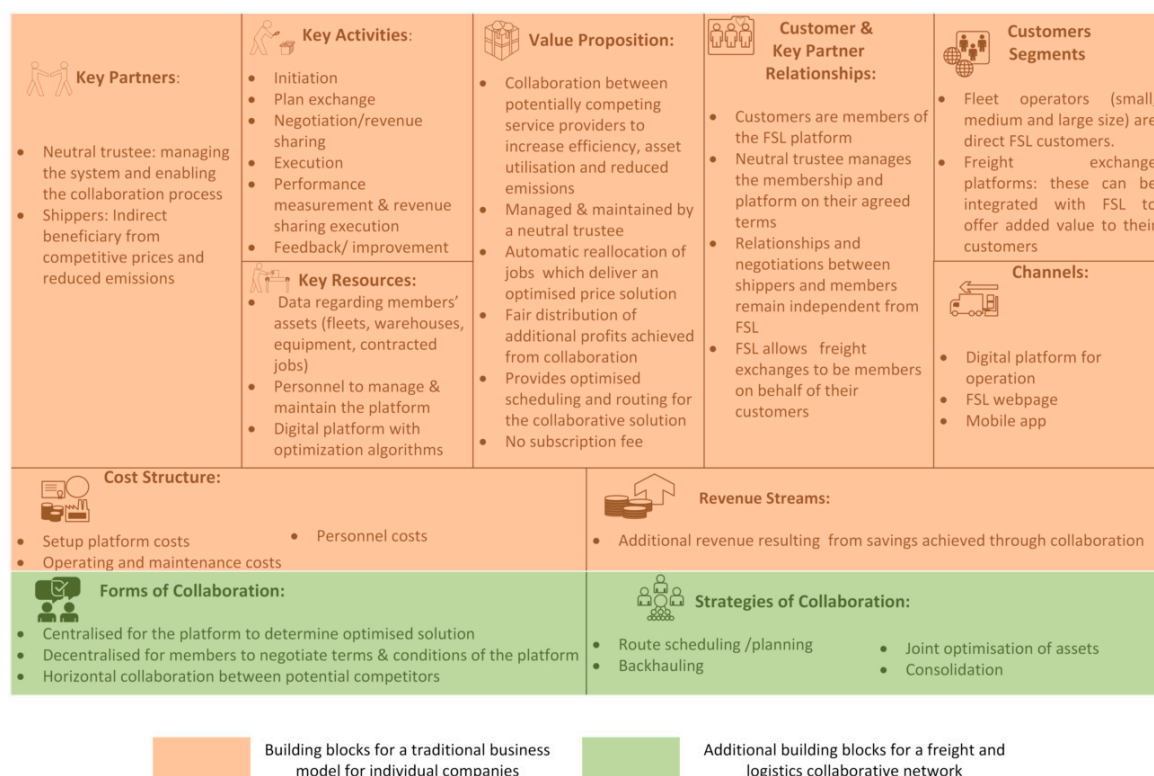 Key Partners:
● Neutral trustee: managing
the system and enabling
the collaboration process
● Shippers: Indirect
beneficiary from
competitive prices and
reduced emissions
Key Activities:
● Initiation
● Plan exchange
● Negotiation/revenue
sharing
● Execution
● Performance
measurement & revenue
sharing execution
● Feedback/ improvement
Key Resources:
● Data regarding members'
assets (fleets, warehouses,
equipment, contracted
jobs)
● Personnel to manage &
maintain the platform
● Digital platform with
optimization algorithms
Value Proposition:
● Collaboration between
potentially competing
service providers to
increase efficiency, asset
utilisation and reduced
emissions
● Managed & maintained by
a neutral trustee
● Automatic reallocation of
jobs which deliver an
optimised price solution
● Fair distribution of
additional profits achieved
from collaboration
● Provides optimised
scheduling and routing for
the collaborative solution
● No subscription fee
Customer &
Key Partner
Relationships:
● Customers are members of
the FSL platform
● Neutral trustee manages
the membership and
platform on their agreed
terms
● Relationships and
negotiations between
shippers and members
remain independent from
FSL
● FSL allows freight
exchanges to be members
on behalf of their
customers
Customers
Segments
● Fleet operators (small,
medium and large size) are
direct FSL customers.
● Freight exchange
platforms: these can be
integrated with FSL to
offer added value to their
customers
Channels:
● Digital platform for
operation
● FSL webpage
● Mobile app
Cost Structure:
● Setup platform costs
● Operating and maintenance costs
● Personnel costs
Revenue Streams:
● Additional revenue resulting from savings achieved through collaboration
Forms of Collaboration:
● Centralised for the platform to determine optimised solution
● Decentralised for members to negotiate terms & conditions of the platform
● Horizontal collaboration between potential competitors
Strategies of Collaboration:
● Route scheduling /planning
● Backhauling
● Joint optimisation of assets
● Consolidation
Building blocks for a traditional business
model for individual companies
Additional building blocks for a freight and
logistics collaborative network